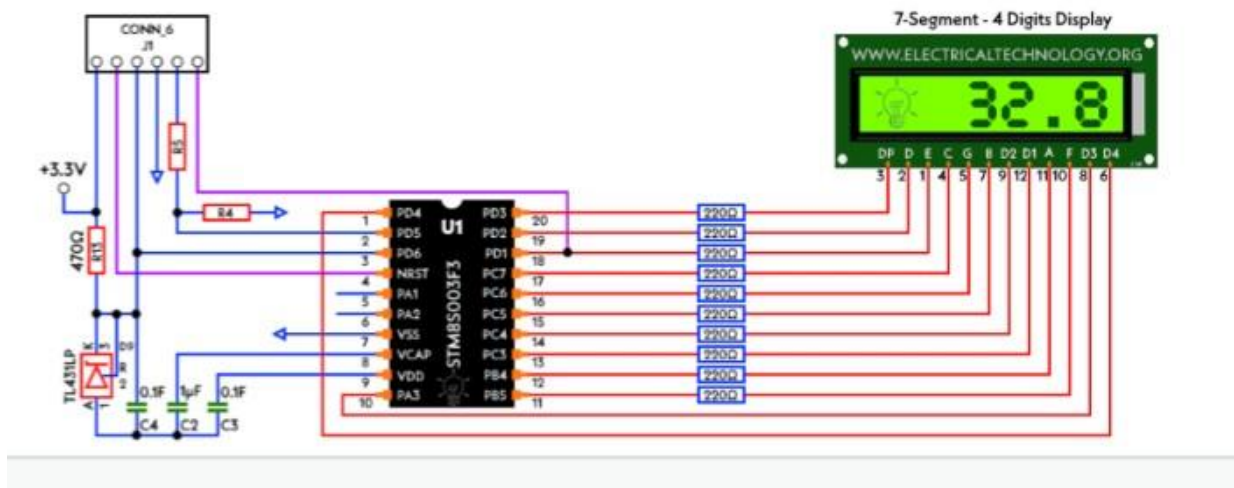 7-Segment - 4 Digits Display
CONN_6
J1
WWW.ELECTRICALTECHNOLOGY.ORG
32.8
DP D E C G B D2 D1 A F D3 D4
3 2 1 4 5 7 9 12 11 10 8 6
R5
+3.3V
R4
470Ω
R13
U1
STM8S003F3
PD4
PD5
PD6
NRST
PA1
PA2
VSS
VCAP
VDD
PA3
1
2
3
4
5
6
7
8
9
10
PD3
PD2
PD1
PC7
PC6
PC5
PC4
PC3
PB4
PB5
20
19
18
17
16
15
14
13
12
11
220Ω
220Ω
220Ω
220Ω
220Ω
220Ω
220Ω
220Ω
220Ω
220Ω
TL431LP
K
3
D9
R
2
A
1
0.1F
1µF
0.1F
C4
C2
C3